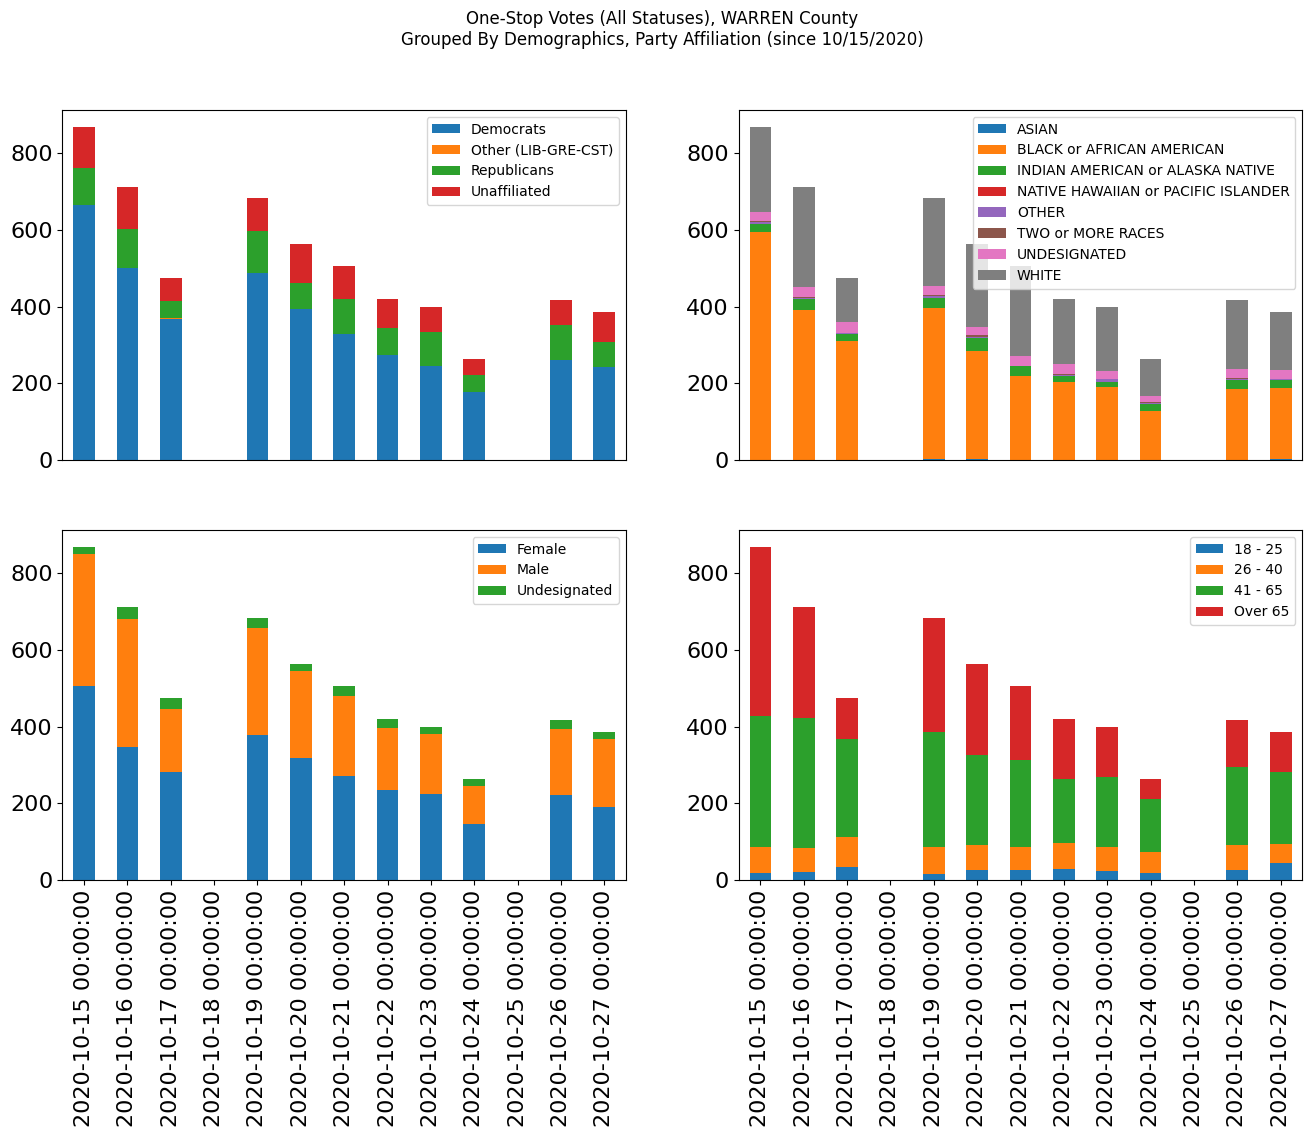 One-Stop Votes (All Statuses), WARREN County
Grouped By Demographics, Party Affiliation (since 10/15/2020)
800
600
400
200
0
Democrats
Other (LIB-GRE-CST)
Republicans
Unaffiliated
800
600
400
200
0
ASIAN
BLACK or AFRICAN AMERICAN
INDIAN AMERICAN or ALASKA NATIVE
NATIVE HAWAIIAN or PACIFIC ISLANDER
OTHER
TWO or MORE RACES
UNDESIGNATED
WHITE
800
600
400
200
0
Female
Male
Undesignated
2020-10-15 00:00:00
2020-10-16 00:00:00
2020-10-17 00:00:00
2020-10-18 00:00:00
2020-10-19 00:00:00
2020-10-20 00:00:00
2020-10-21 00:00:00
2020-10-22 00:00:00
2020-10-23 00:00:00
2020-10-24 00:00:00
2020-10-25 00:00:00
2020-10-26 00:00:00
2020-10-27 00:00:00
800
600
400
200
0
18 - 25
26 - 40
41 - 65
Over 65
2020-10-15 00:00:00
2020-10-16 00:00:00
2020-10-17 00:00:00
2020-10-18 00:00:00
2020-10-19 00:00:00
2020-10-20 00:00:00
2020-10-21 00:00:00
2020-10-22 00:00:00
2020-10-23 00:00:00
2020-10-24 00:00:00
2020-10-25 00:00:00
2020-10-26 00:00:00
2020-10-27 00:00:00